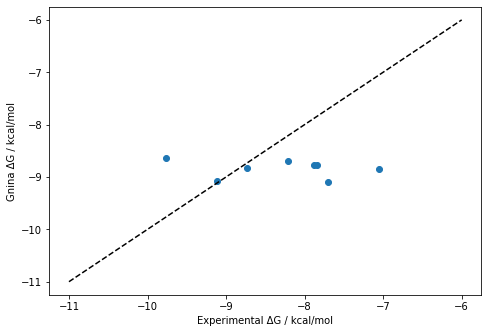 −6
−7
−8
−9
−10
−11
Gnina ΔG / kcal/mol
−11 −10 −9 −8 −7 −6
Experimental ΔG / kcal/mol